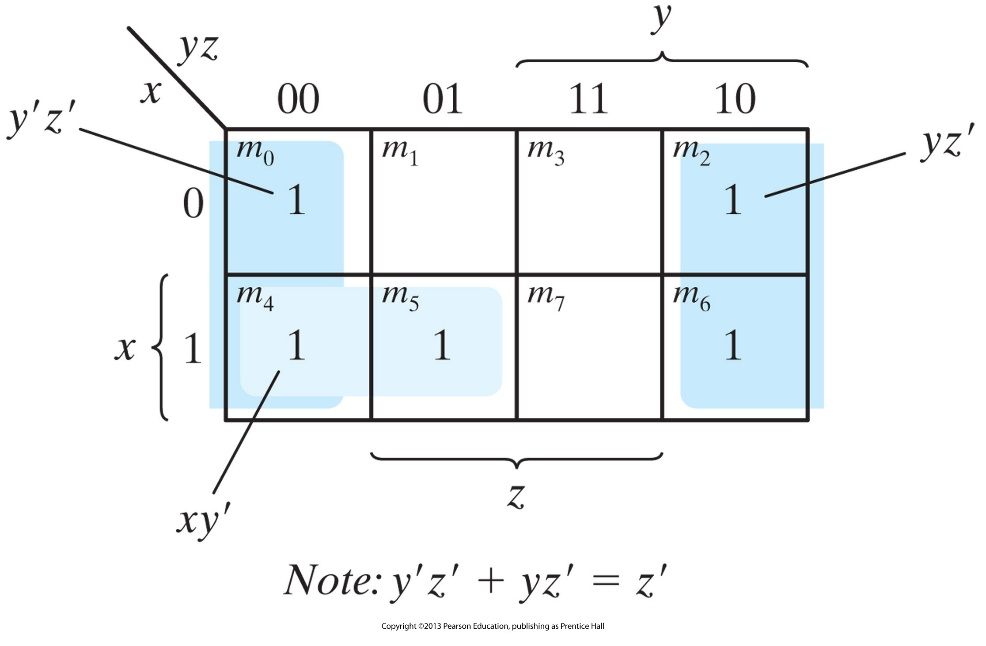 y
yz
x
00 01 11 10
y′z′
m₀ m₁ m₃ m₂
yz′
0 1 1
m₄ m₅ m₇ m₆
x 1 1 1 1
z
xy′
Note: y′z′ + yz′ = z′
Copyright ©2013 Pearson Education, publishing as Prentice Hall